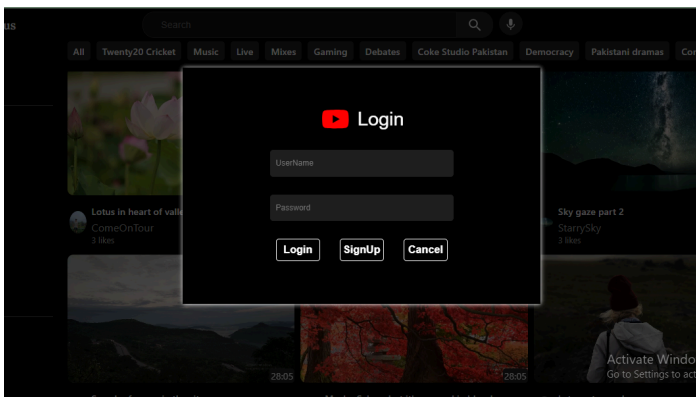 us
Search
All Twenty20 Cricket Music Live Mixes Gaming Debates Coke Studio Pakistan Democracy Pakistani dramas Cor
Login
UserName
Password
Login SignUp Cancel
Lotus in heart of valle
ComeOnTour
3 likes
Sky gaze part 2
StarrySky
3 likes
28:05
28:05
Activate Windo
Go to Settings to act